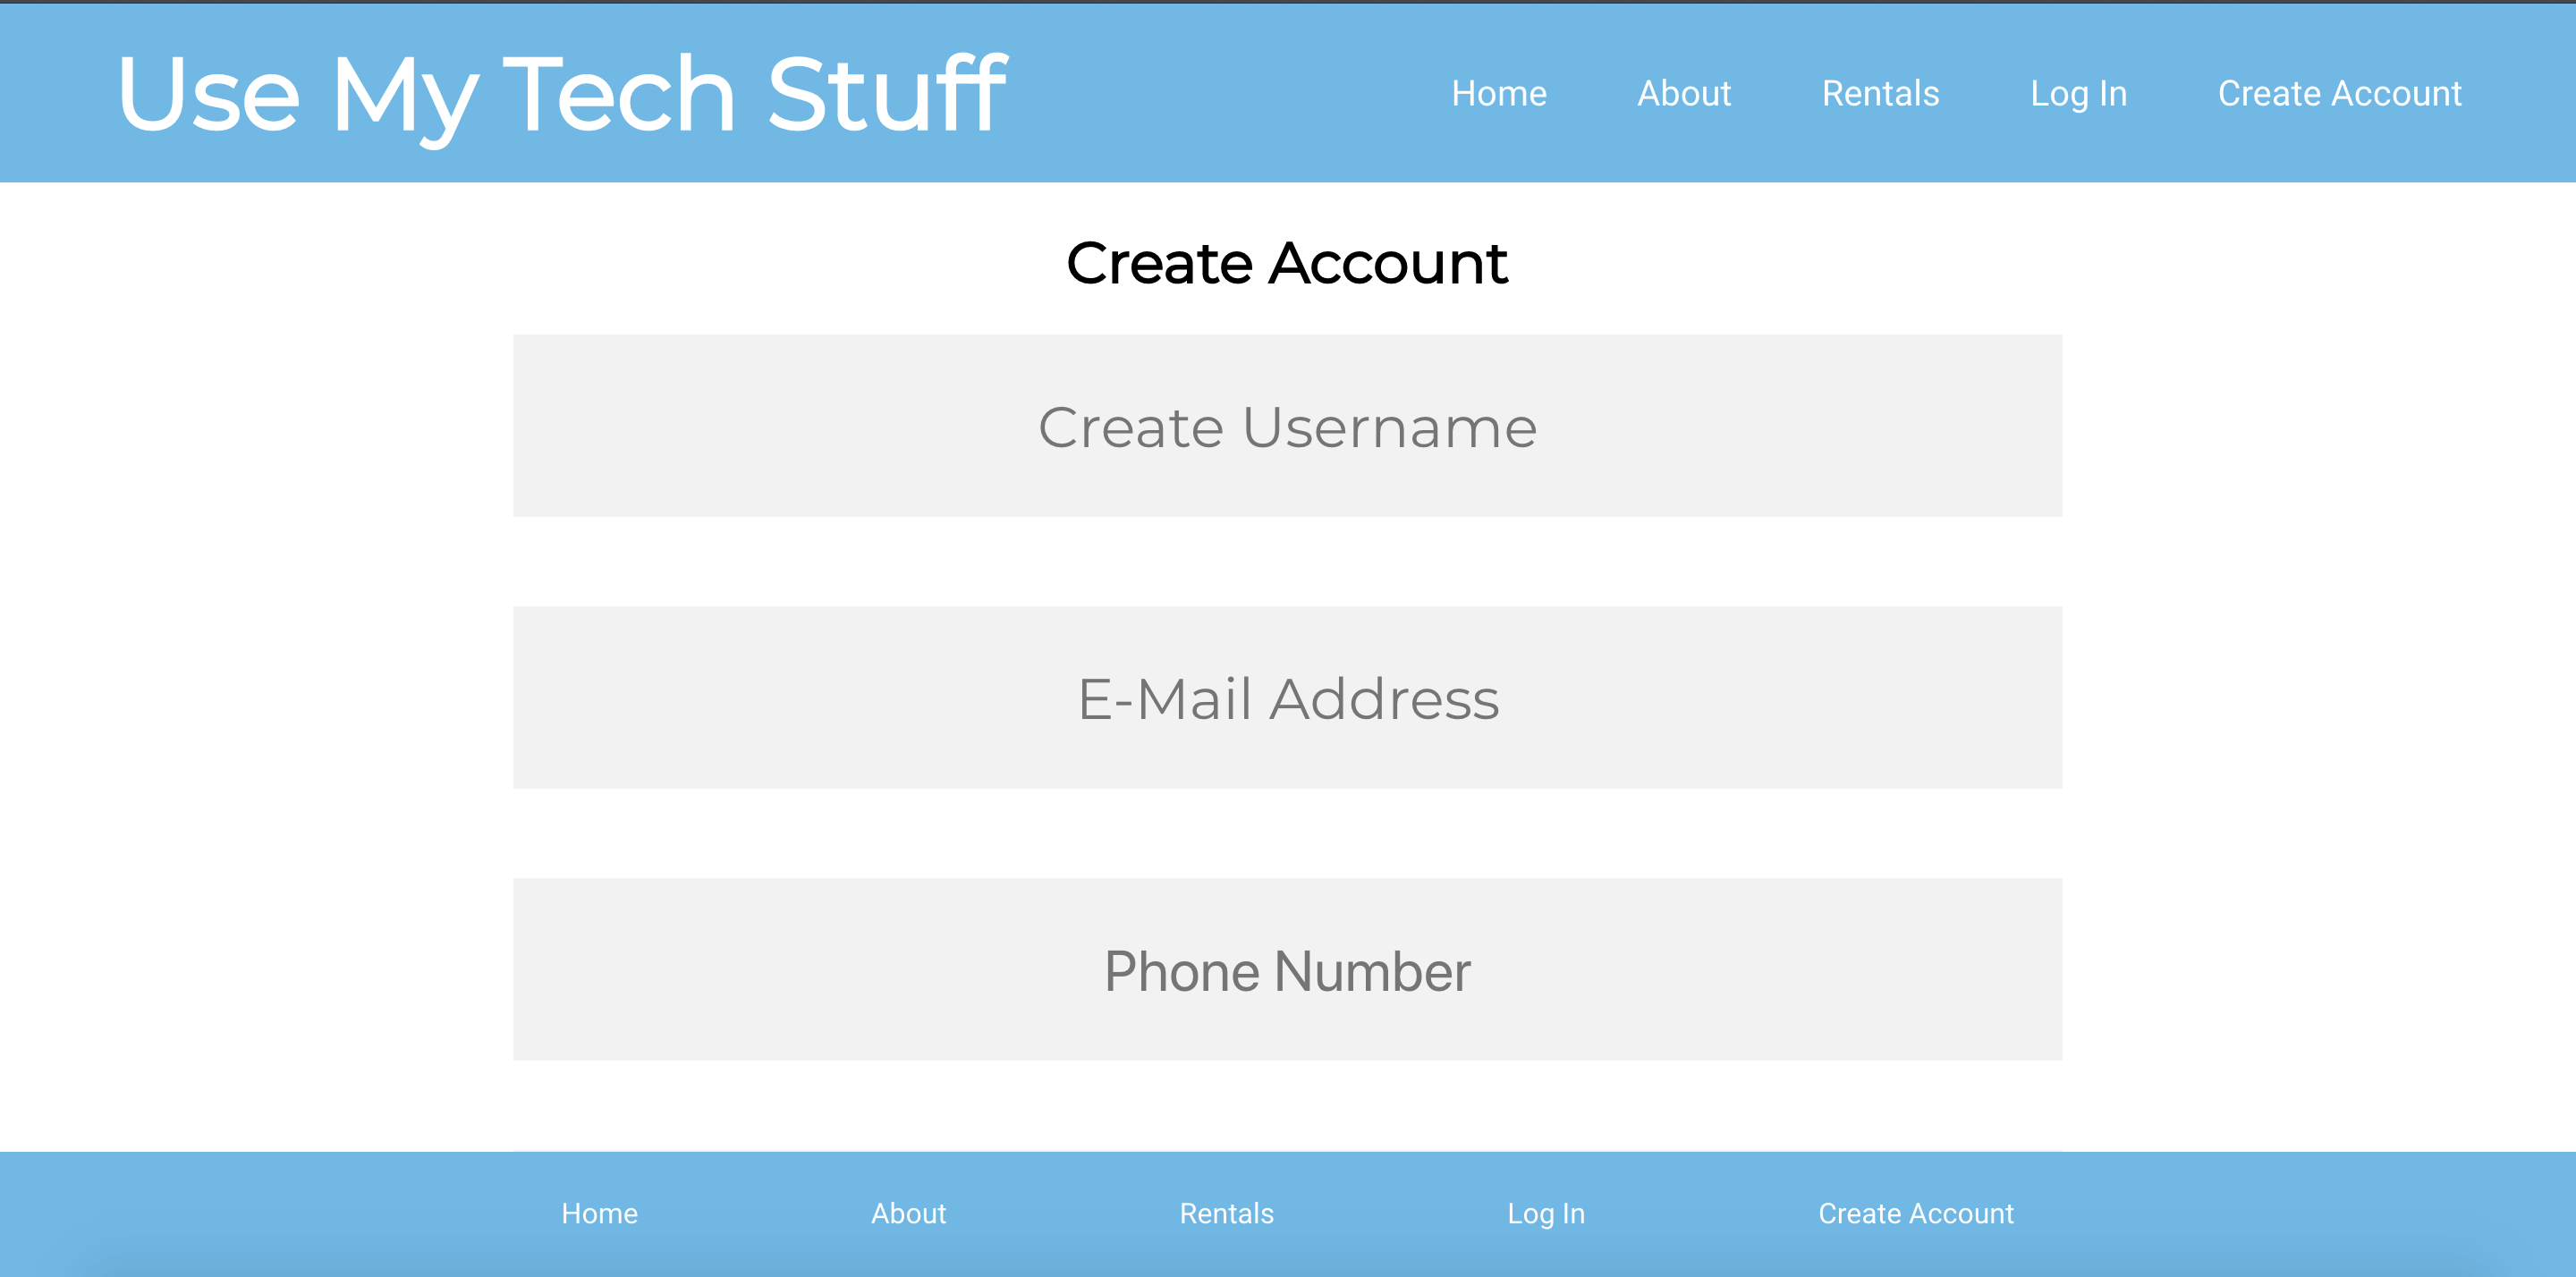 Use My Tech Stuff
Home About Rentals Log In Create Account
Create Account
Create Username
E-Mail Address
Phone Number
Home About Rentals Log In Create Account